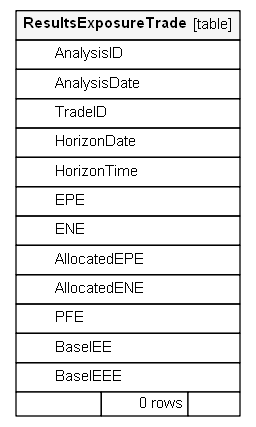 ResultsExposureTrade [table]
AnalysisID
AnalysisDate
TradeID
HorizonDate
HorizonTime
EPE
ENE
AllocatedEPE
AllocatedENE
PFE
BaselEE
BaselEEE
0 rows